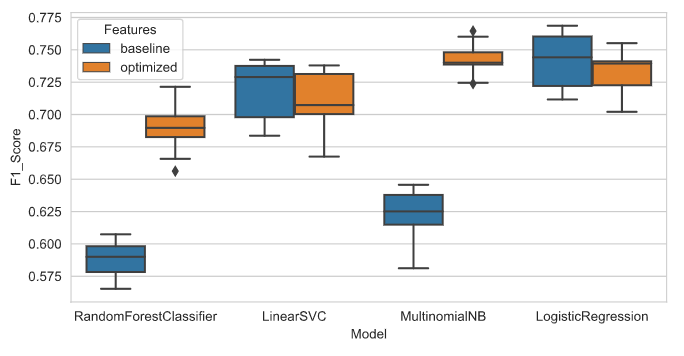 Features
baseline
optimized
0.775
0.750
0.725
0.700
0.675
0.650
0.625
0.600
0.575
F1_Score
RandomForestClassifier LinearSVC MultinomialNB LogisticRegression
Model